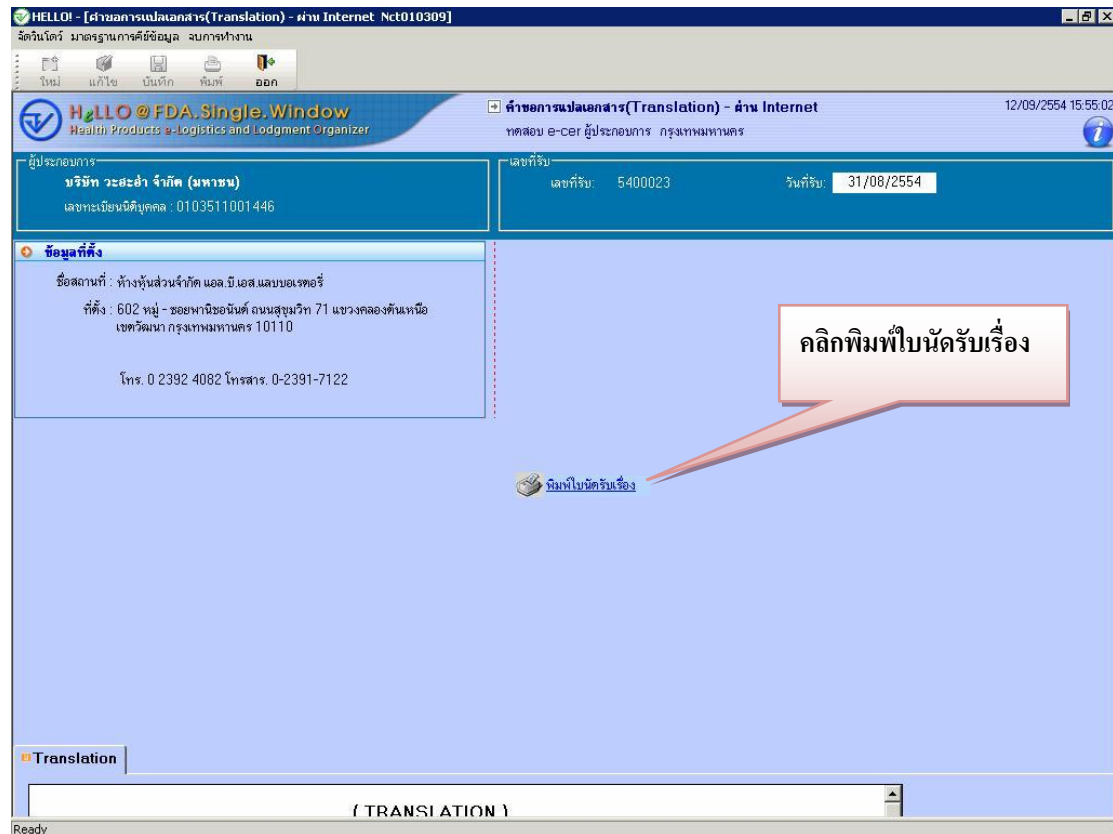 HELLO! - [คำขอการแปลเอกสาร(Translation) - ผ่าน Internet Nct010309]
จัดวินโดว์ มาตรฐานการคีย์ข้อมูล จบการทำงาน
ใหม่ แก้ไข บันทึก พิมพ์ ออก
HeLLO @ FDA.Single.Window
Health Products e-Logistics and Lodgment Organizer
คำขอการแปลเอกสาร(Translation) - ผ่าน Internet
12/09/2554 15:55:02
ทดสอบ e-cer ผู้ประกอบการ กรุงเทพมหานคร
ผู้ประกอบการ
บริษัท วะฮะฮ่า จำกัด (มหาชน)
เลขทะเบียนนิติบุคคล : 0103511001446
เลขที่รับ
เลขที่รับ: 5400023 วันที่รับ: 31/08/2554
ข้อมูลที่ตั้ง
ชื่อสถานที่ : ห้างหุ้นส่วนจำกัด แอล.บี.เอส.แลบบอเรตอรี่
ที่ตั้ง : 602 หมู่ - ซอยพานิชอนันต์ ถนนสุขุมวิท 71 แขวงคลองตันเหนือ
เขตวัฒนา กรุงเทพมหานคร 10110
โทร. 0 2392 4082 โทรสาร. 0-2391-7122
คลิกพิมพ์ใบนัดรับเรื่อง
พิมพ์ใบนัดรับเรื่อง
Translation
( TRANSLATION )
Ready